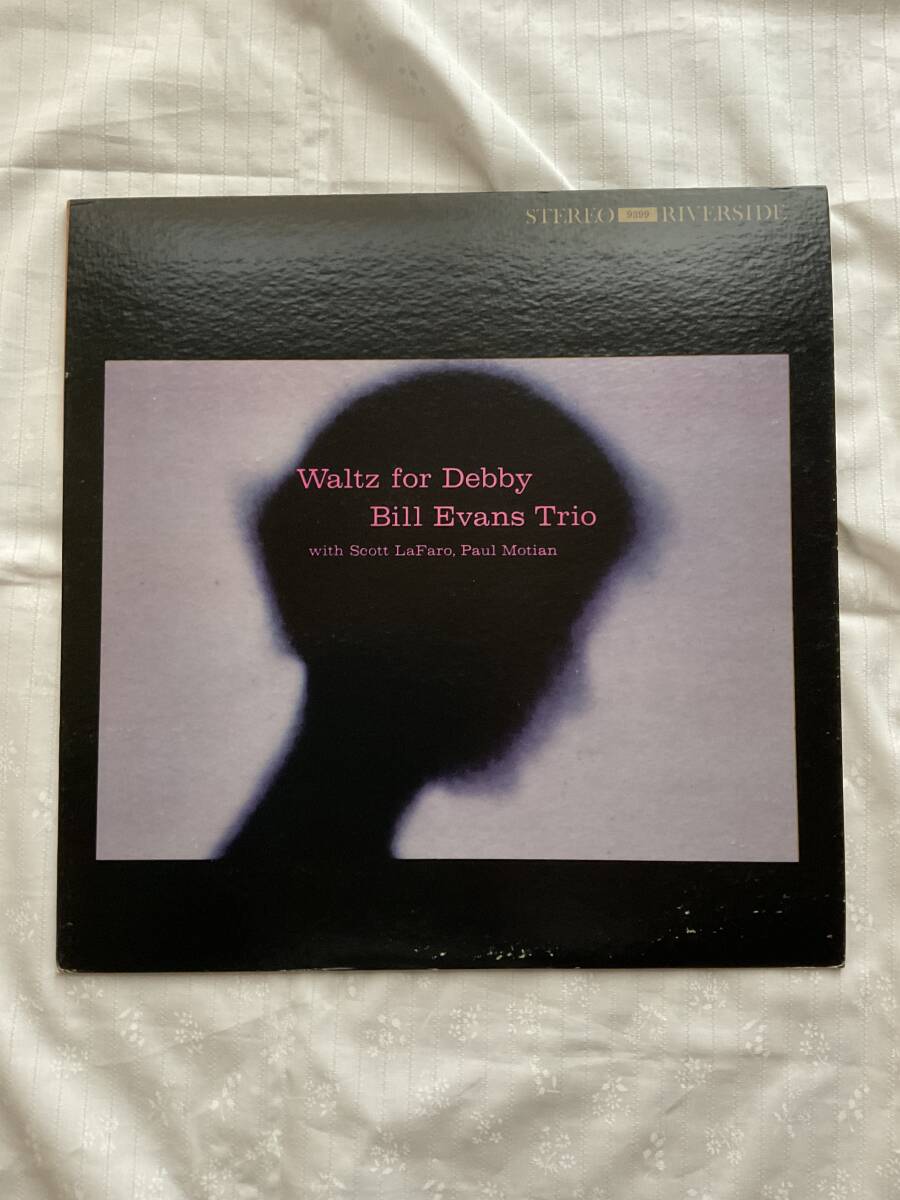 STEREO 9399 RIVERSIDE
Waltz for Debby
Bill Evans Trio
with Scott LaFaro, Paul Motian